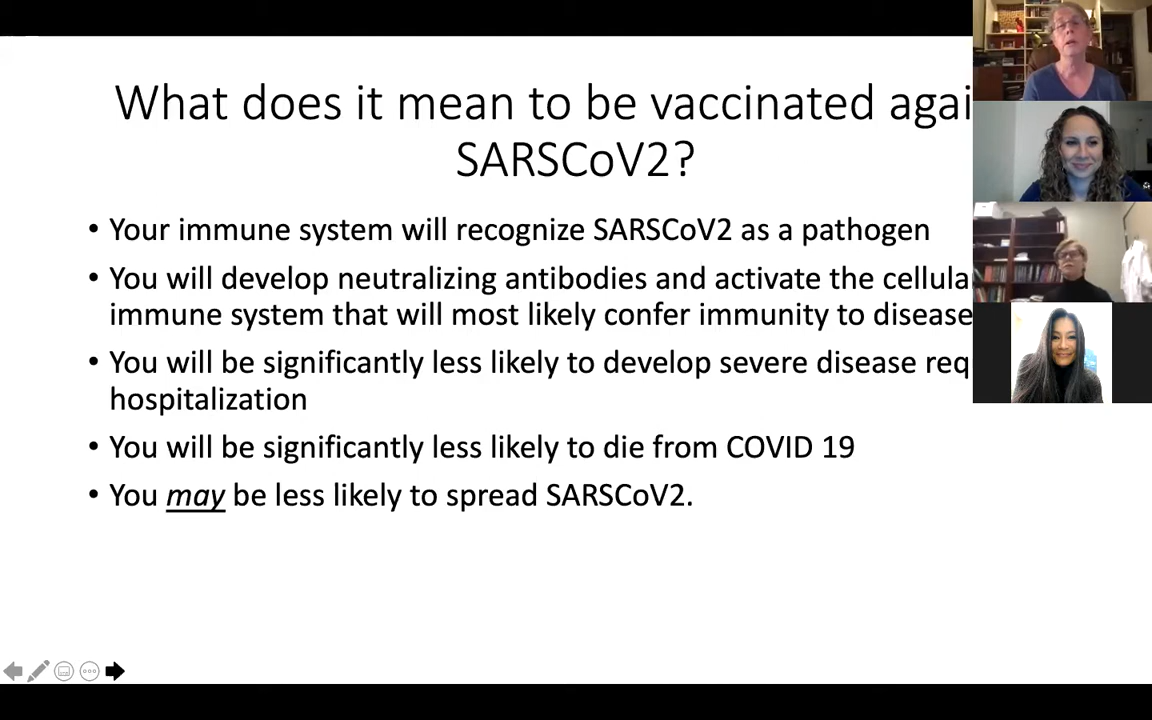 What does it mean to be vaccinated agai
SARSCoV2?
• Your immune system will recognize SARSCoV2 as a pathogen
• You will develop neutralizing antibodies and activate the cellula
immune system that will most likely confer immunity to disease
• You will be significantly less likely to develop severe disease req
hospitalization
• You will be significantly less likely to die from COVID 19
• You may be less likely to spread SARSCoV2.